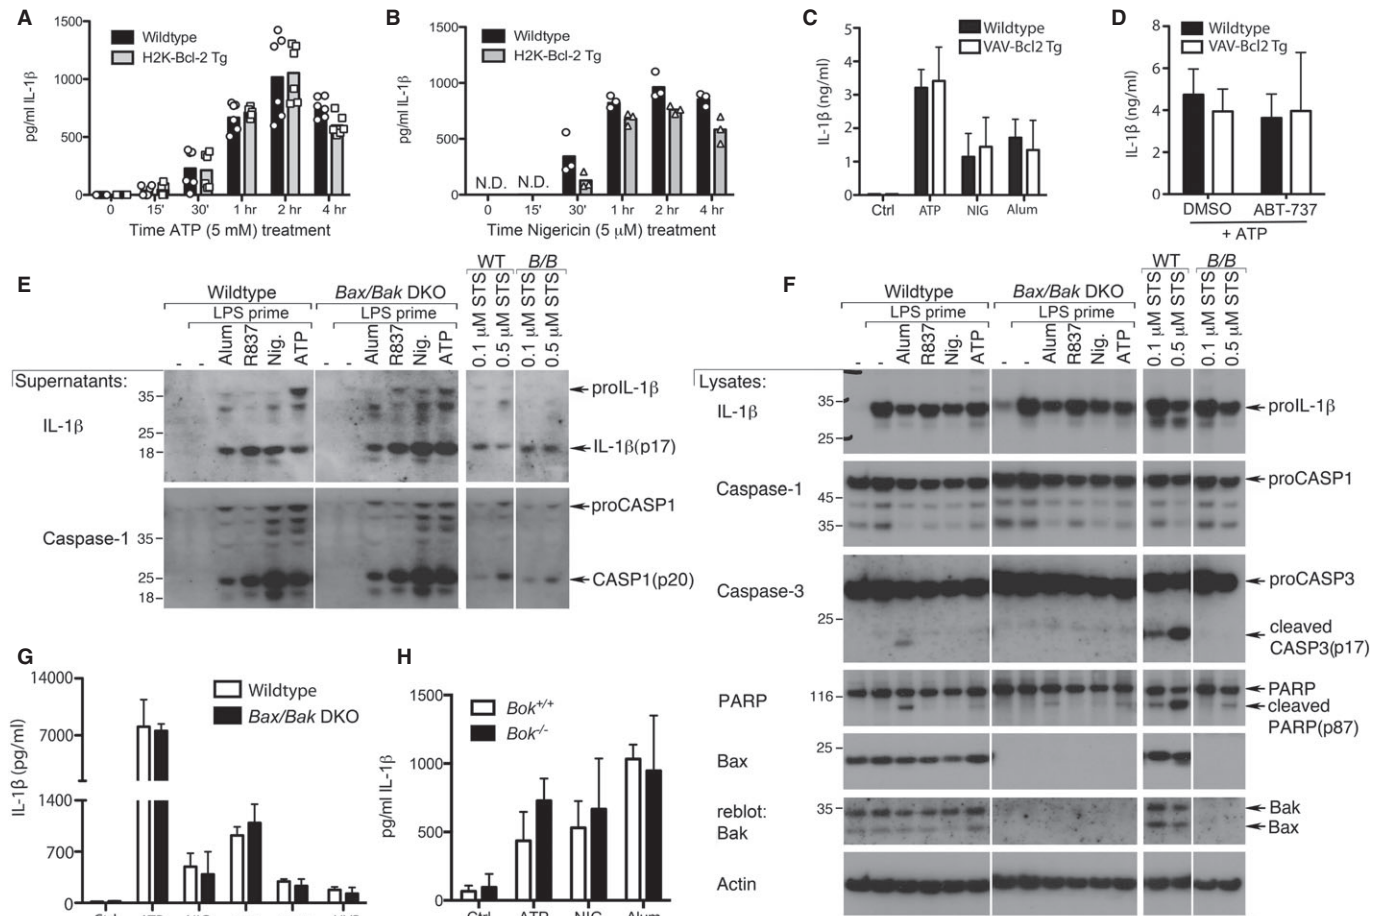 A
1500
1000
500
0
pg/ml IL-1β
Wildtype
H2K-Bcl-2 Tg
0 15' 30' 1 hr 2 hr 4 hr
Time ATP (5 mM) treatment
B
1500
1000
500
0
pg/ml IL-1β
Wildtype
H2K-Bcl-2 Tg
N.D. N.D.
0 15' 30' 1 hr 2 hr 4 hr
Time Nigericin (5 μM) treatment
C
5
4
3
2
1
0
IL-1β (ng/ml)
Wildtype
VAV-Bcl2 Tg
Ctrl ATP NIG Alum
D
8
6
4
2
0
IL-1β (ng/ml)
Wildtype
VAV-Bcl2 Tg
DMSO ABT-737
+ ATP
E
Wildtype Bax/Bak DKO WT B/B
LPS prime LPS prime
- - Alum R837 Nig. ATP - - Alum R837 Nig. ATP 0.1 μM STS 0.5 μM STS 0.1 μM STS 0.5 μM STS
Supernatants:
IL-1β
35
25
18
proIL-1β
IL-1β(p17)
Caspase-1
35
25
18
proCASP1
CASP1(p20)
F
Wildtype Bax/Bak DKO WT B/B
LPS prime LPS prime
- - Alum R837 Nig. ATP - - Alum R837 Nig. ATP 0.1 μM STS 0.5 μM STS 0.1 μM STS 0.5 μM STS
Lysates:
IL-1β
35
25
proIL-1β
Caspase-1
45
35
proCASP1
Caspase-3
25
proCASP3
cleaved
CASP3(p17)
PARP
116
PARP
cleaved
PARP(p87)
Bax
25
reblot:
Bak
35
Bak
Bax
Actin
G
14000
7000
1400
700
0
IL-1β (pg/ml)
Wildtype
Bax/Bak DKO
H
1500
1000
500
0
pg/ml IL-1β
Bok+/+
Bok-/-
Ctrl ATP NIG Alum